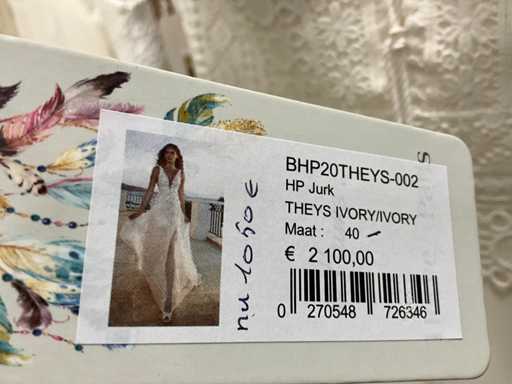 BHP20THEYS-002
HP Jurk
THEYS IVORY/IVORY
Maat : 40
€ 2 100,00
0 270548 726346
nu 1050 €
S